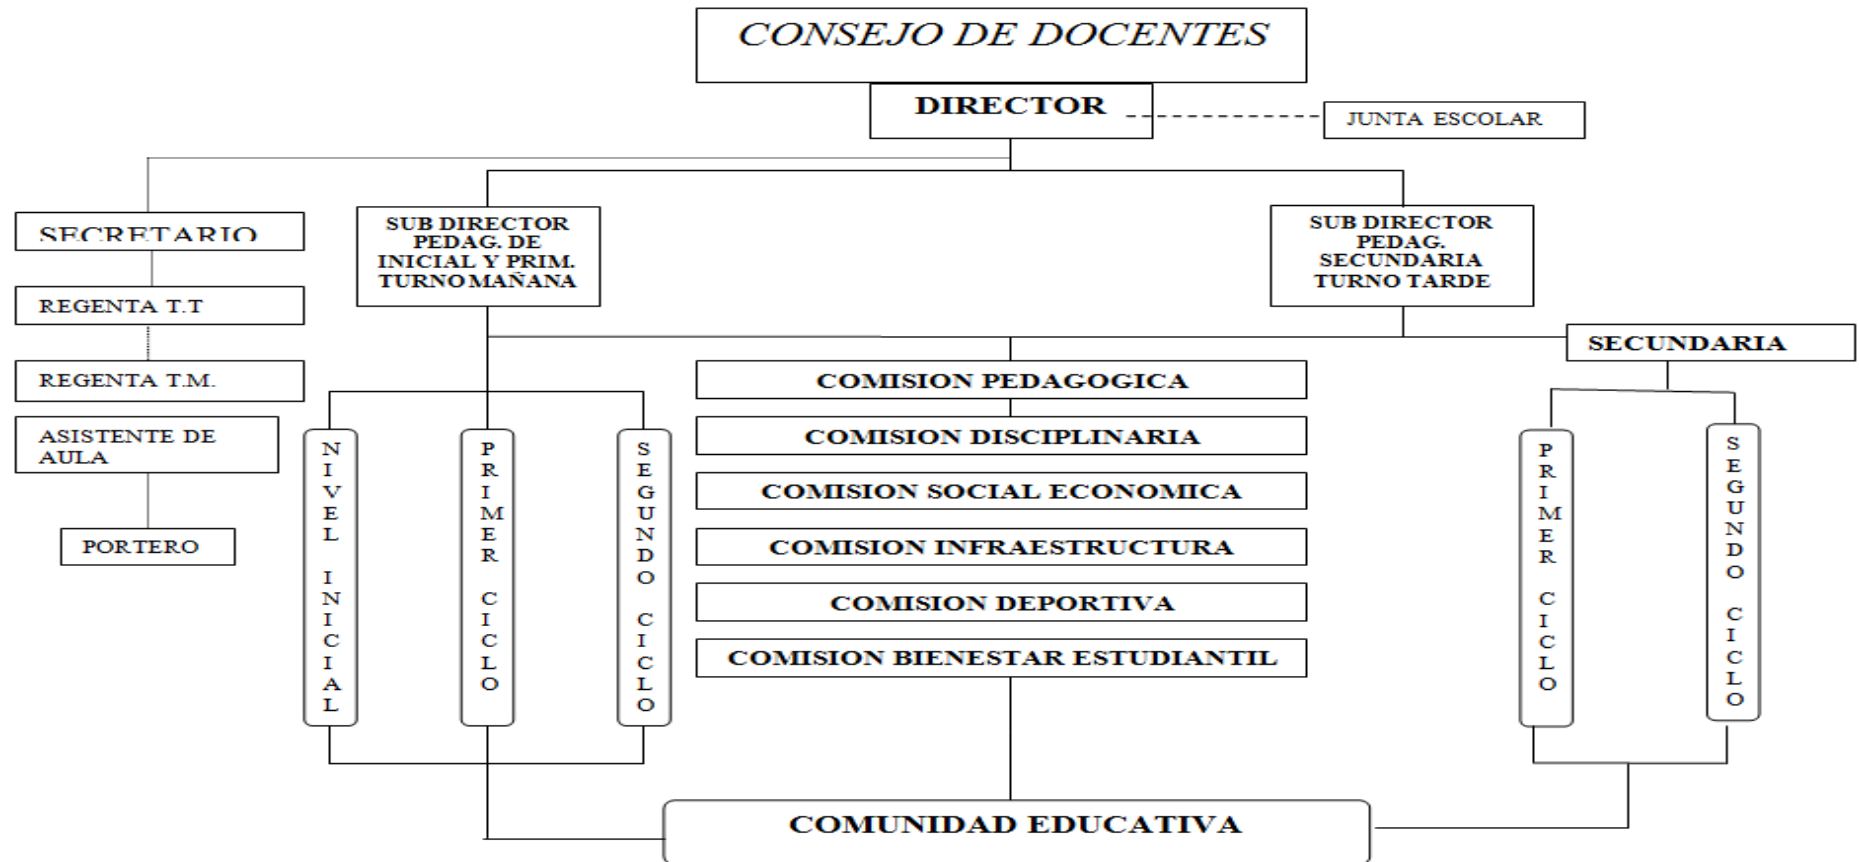 CONSEJO DE DOCENTES
DIRECTOR
JUNTA ESCOLAR
SECRETARIO
REGENTA T.T
REGENTA T.M.
ASISTENTE DE
AULA
PORTERO
SUB DIRECTOR
PEDAG. DE
INICIAL Y PRIM.
TURNO MAÑANA
SUB DIRECTOR
PEDAG.
SECUNDARIA
TURNO TARDE
SECUNDARIA
NIVEL INICIAL
PRIMER CICLO
SEGUNDO CICLO
COMISION PEDAGOGICA
COMISION DISCIPLINARIA
COMISION SOCIAL ECONOMICA
COMISION INFRAESTRUCTURA
COMISION DEPORTIVA
COMISION BIENESTAR ESTUDIANTIL
PRIMER CICLO
SEGUNDO CICLO
COMUNIDAD EDUCATIVA